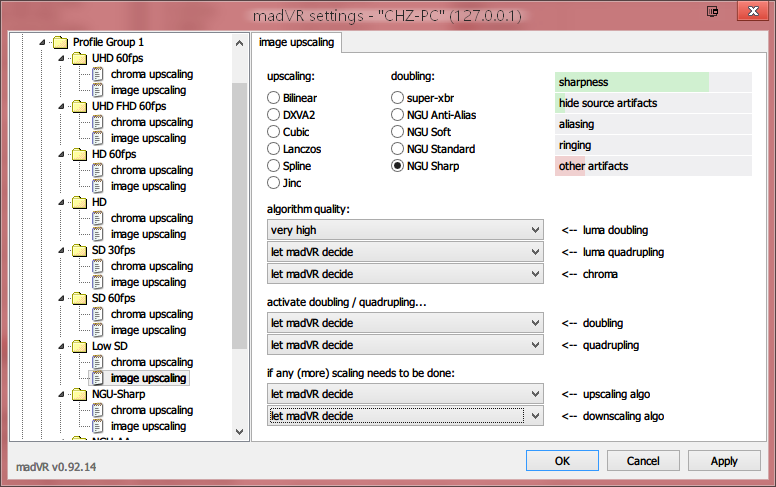 madVR settings - "CHZ-PC" (127.0.0.1)
Profile Group 1
UHD 60fps
chroma upscaling
image upscaling
UHD FHD 60fps
chroma upscaling
image upscaling
HD 60fps
chroma upscaling
image upscaling
HD
chroma upscaling
image upscaling
SD 30fps
chroma upscaling
image upscaling
SD 60fps
chroma upscaling
image upscaling
Low SD
chroma upscaling
image upscaling
NGU-Sharp
chroma upscaling
image upscaling
NGU-AA
madVR v0.92.14
image upscaling
upscaling:
Bilinear
DXVA2
Cubic
Lanczos
Spline
Jinc
doubling:
super-xbr
NGU Anti-Alias
NGU Soft
NGU Standard
NGU Sharp
sharpness
hide source artifacts
aliasing
ringing
other artifacts
algorithm quality:
very high <-- luma doubling
let madVR decide <-- luma quadrupling
let madVR decide <-- chroma
activate doubling / quadrupling...
let madVR decide <-- doubling
let madVR decide <-- quadrupling
if any (more) scaling needs to be done:
let madVR decide <-- upscaling algo
let madVR decide <-- downscaling algo
OK Cancel Apply